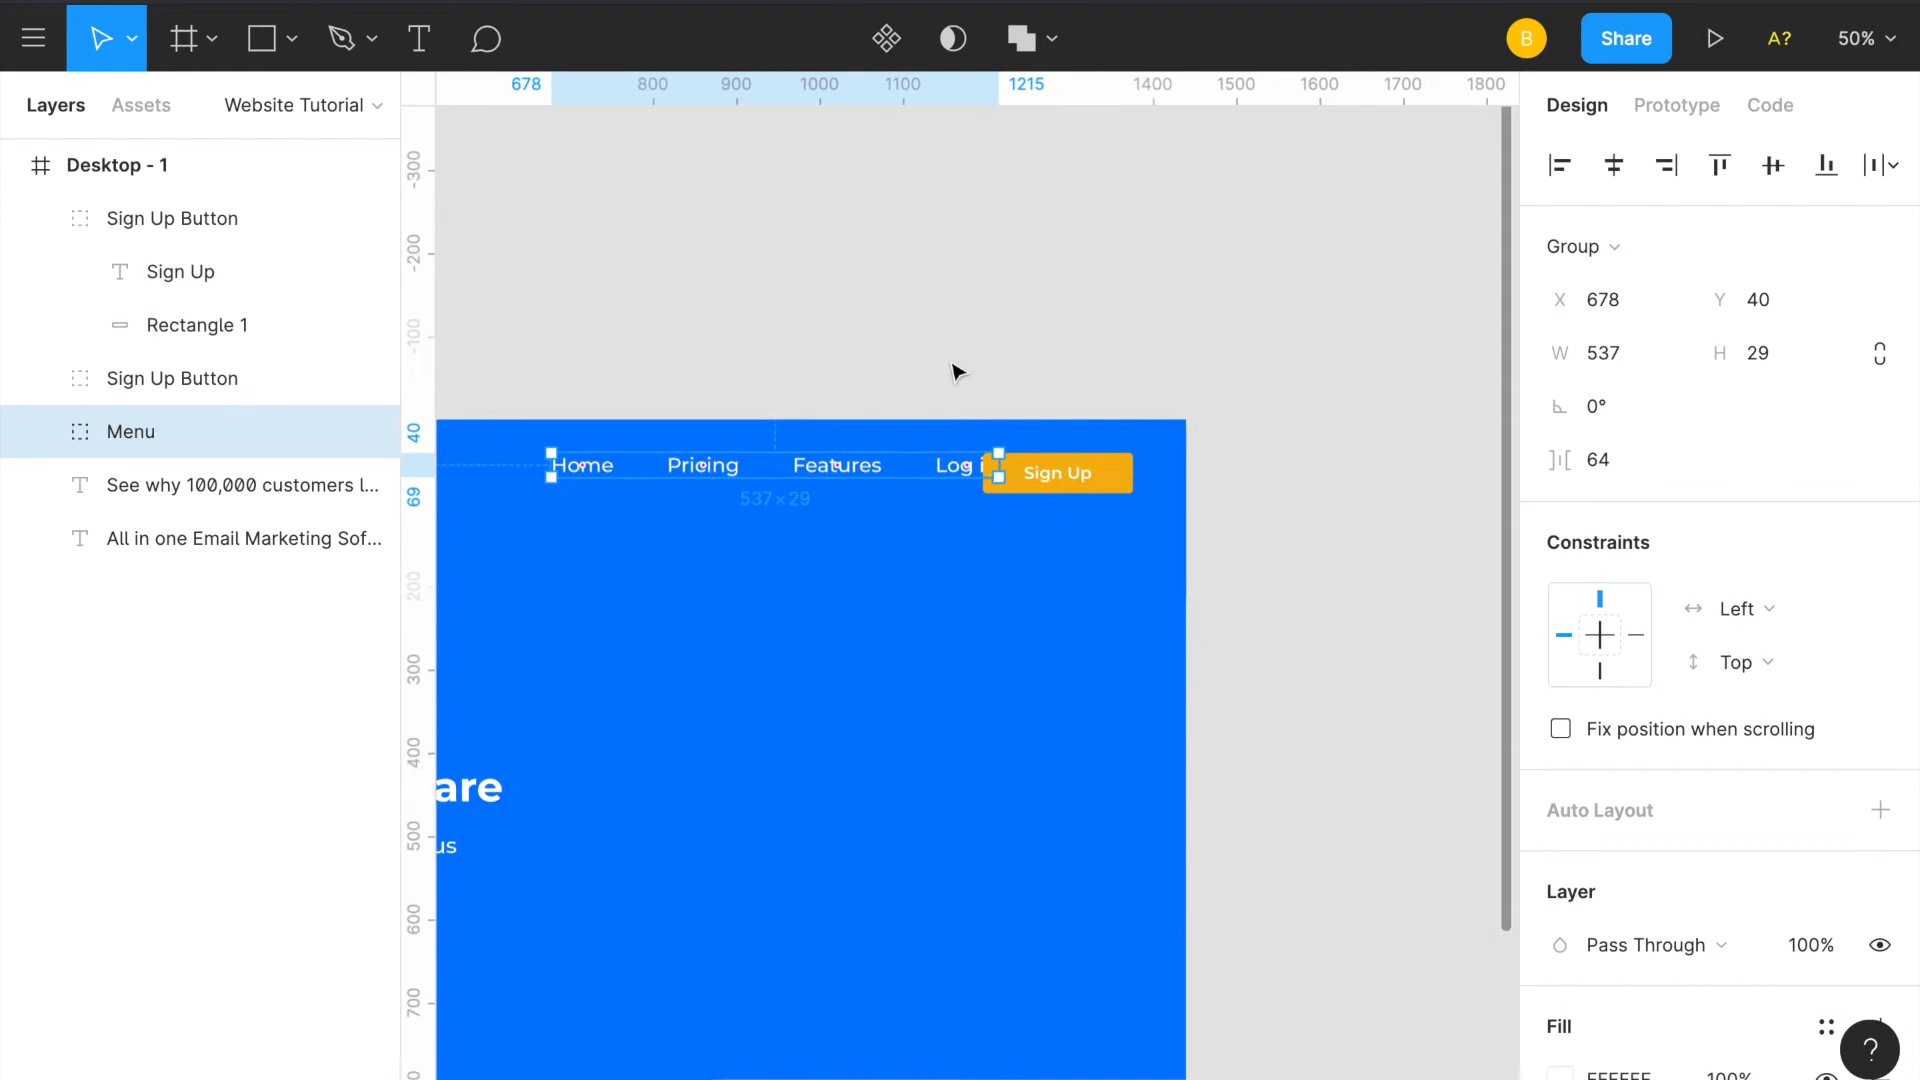 B
Share
A?
50%
Layers
Assets
Website Tutorial
678
800
900
1000
1100
1215
1400
1500
1600
1700
1800
Design
Prototype
Code
Desktop - 1
Sign Up Button
Sign Up
Rectangle 1
Sign Up Button
Menu
See why 100,000 customers l...
All in one Email Marketing Sof...
-300
-200
-100
40
69
200
300
400
500
600
700
Home
Pricing
Features
Log i
Sign Up
537 × 29
are
us
Group
X 678
Y 40
W 537
H 29
0°
64
Constraints
Left
Top
Fix position when scrolling
Auto Layout
Layer
Pass Through
100%
Fill
?
FFFFFF
100%